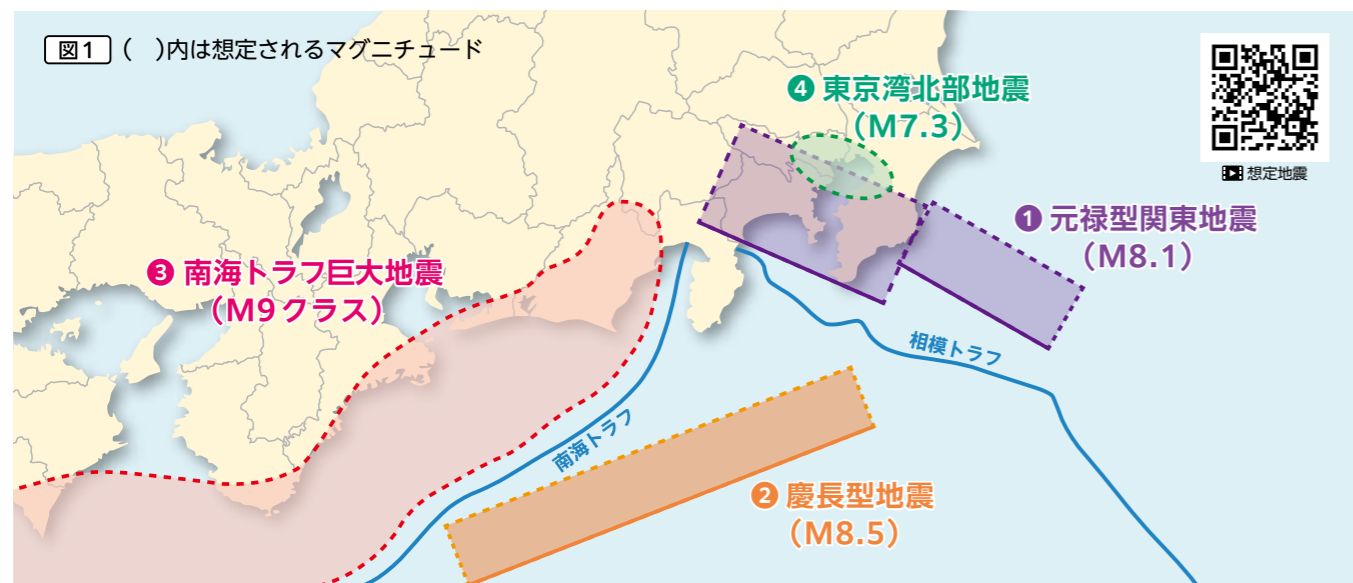 図1 ( )内は想定されるマグニチュード
❹ 東京湾北部地震
（M7.3）
想定地震
❶ 元禄型関東地震
（M8.1）
❸ 南海トラフ巨大地震
（M9クラス）
相模トラフ
南海トラフ
❷ 慶長型地震
（M8.5）